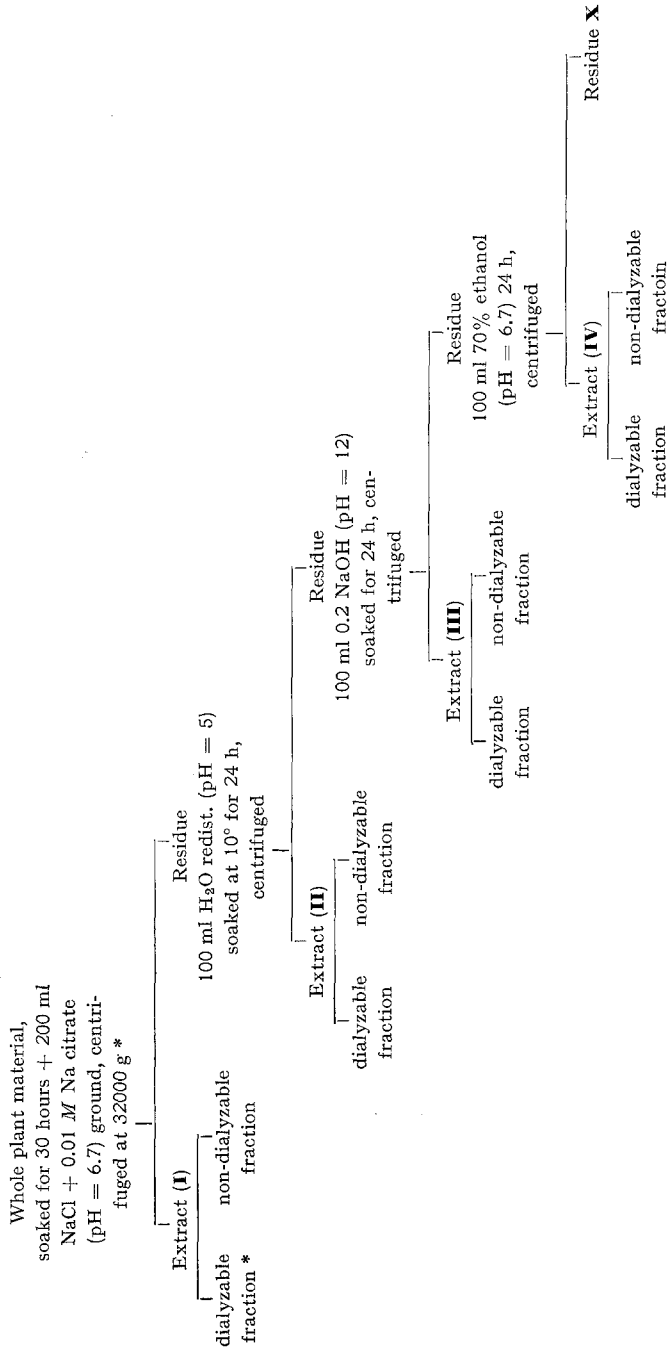 Whole plant material,
soaked for 30 hours + 200 ml
NaCl + 0.01 M Na citrate
(pH = 6.7) ground, centri-
fuged at 32000 g *
Extract (I)
dialyzable
fraction *
non-dialyzable
fraction
Residue
100 ml H₂O redist. (pH = 5)
soaked at 10° for 24 h,
centrifuged
Extract (II)
dialyzable
fraction
non-dialyzable
fraction
Residue
100 ml 0.2 NaOH (pH = 12)
soaked for 24 h, cen-
trifuged
Extract (III)
dialyzable
fraction
non-dialyzable
fraction
Residue
100 ml 70% ethanol
(pH = 6.7) 24 h,
centrifuged
Extract (IV)
dialyzable
fraction
non-dialyzable
fractoin
Residue X